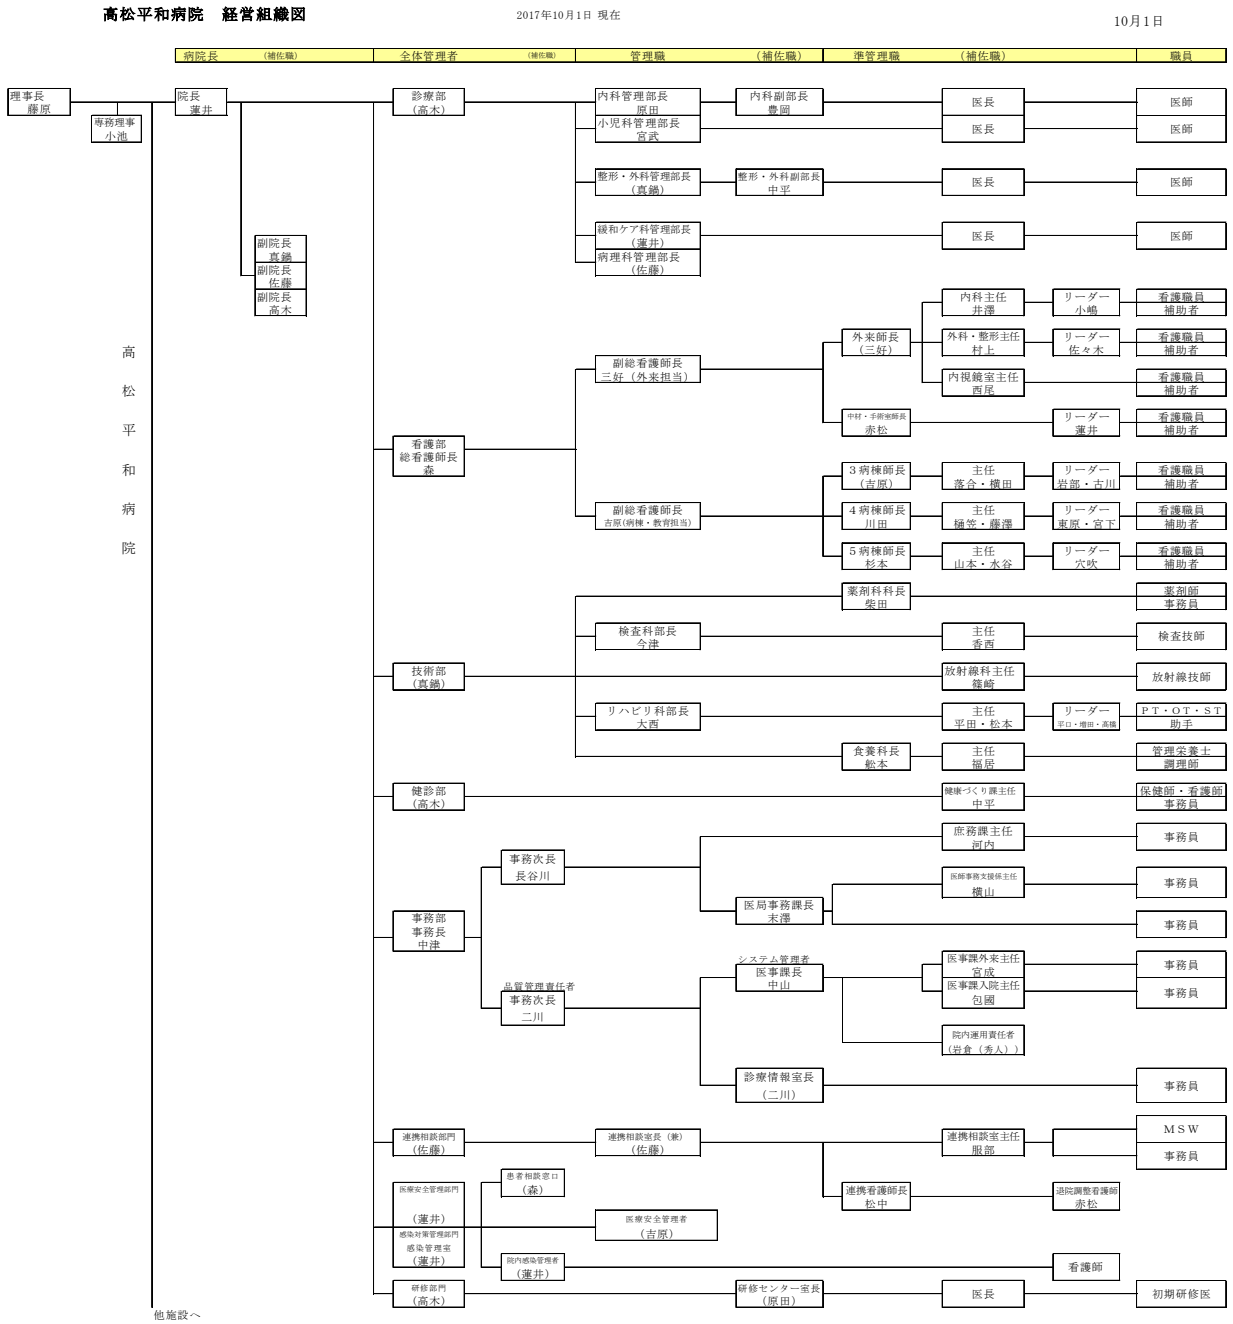 高松平和病院　経営組織図
2017年10月1日 現在
10月1日
病院長 （補佐職） 全体管理者 （補佐職） 管理職 （補佐職） 準管理職 （補佐職） 職員
理事長
藤原
専務理事
小池
院長
蓮井
副院長
真鍋
副院長
佐藤
副院長
高木
高松平和病院
診療部
（高木）
内科管理部長
原田
内科副部長
豊岡
医長
医師
小児科管理部長
宮武
医長
医師
整形・外科管理部長
（真鍋）
整形・外科副部長
中平
医長
医師
緩和ケア科管理部長
（蓮井）
医長
医師
病理科管理部長
（佐藤）
看護部
総看護師長
森
副総看護師長
三好（外来担当）
外来師長
（三好）
内科主任
井澤
リーダー
小嶋
看護職員
補助者
外科・整形主任
村上
リーダー
佐々木
看護職員
補助者
内視鏡室主任
西尾
看護職員
補助者
中材・手術室師長
赤松
リーダー
蓮井
看護職員
補助者
副総看護師長
吉原(病棟・教育担当)
３病棟師長
（吉原）
主任
落合・横田
リーダー
岩部・古川
看護職員
補助者
４病棟師長
川田
主任
樋笠・藤澤
リーダー
東原・宮下
看護職員
補助者
５病棟師長
杉本
主任
山本・水谷
リーダー
穴吹
看護職員
補助者
技術部
（真鍋）
薬剤科科長
柴田
薬剤師
事務員
検査科部長
今津
主任
香西
検査技師
放射線科主任
篠崎
放射線技師
リハビリ科部長
大西
主任
平田・松本
リーダー
平口・増田・髙橋
ＰＴ・ＯＴ・ＳＴ
助手
食養科長
舩本
主任
福居
管理栄養士
調理師
健診部
（高木）
健康づくり課主任
中平
保健師・看護師
事務員
事務部
事務長
中津
事務次長
長谷川
庶務課主任
河内
事務員
医局事務課長
末澤
医師事務支援係主任
横山
事務員
事務員
品質管理責任者
事務次長
二川
システム管理者
医事課長
中山
医事課外来主任
宮成
事務員
医事課入院主任
包國
事務員
院内運用責任者
（岩倉（秀人））
診療情報室長
（二川）
事務員
連携相談部門
（佐藤）
連携相談室長（兼）
（佐藤）
連携相談室主任
服部
ＭＳＷ
事務員
連携看護師長
松中
退院調整看護師
赤松
医療安全管理部門
（蓮井）
感染対策管理部門
感染管理室
（蓮井）
患者相談窓口
（森）
医療安全管理者
（吉原）
院内感染管理者
（蓮井）
看護師
研修部門
（高木）
研修センター室長
（原田）
医長
初期研修医
他施設へ